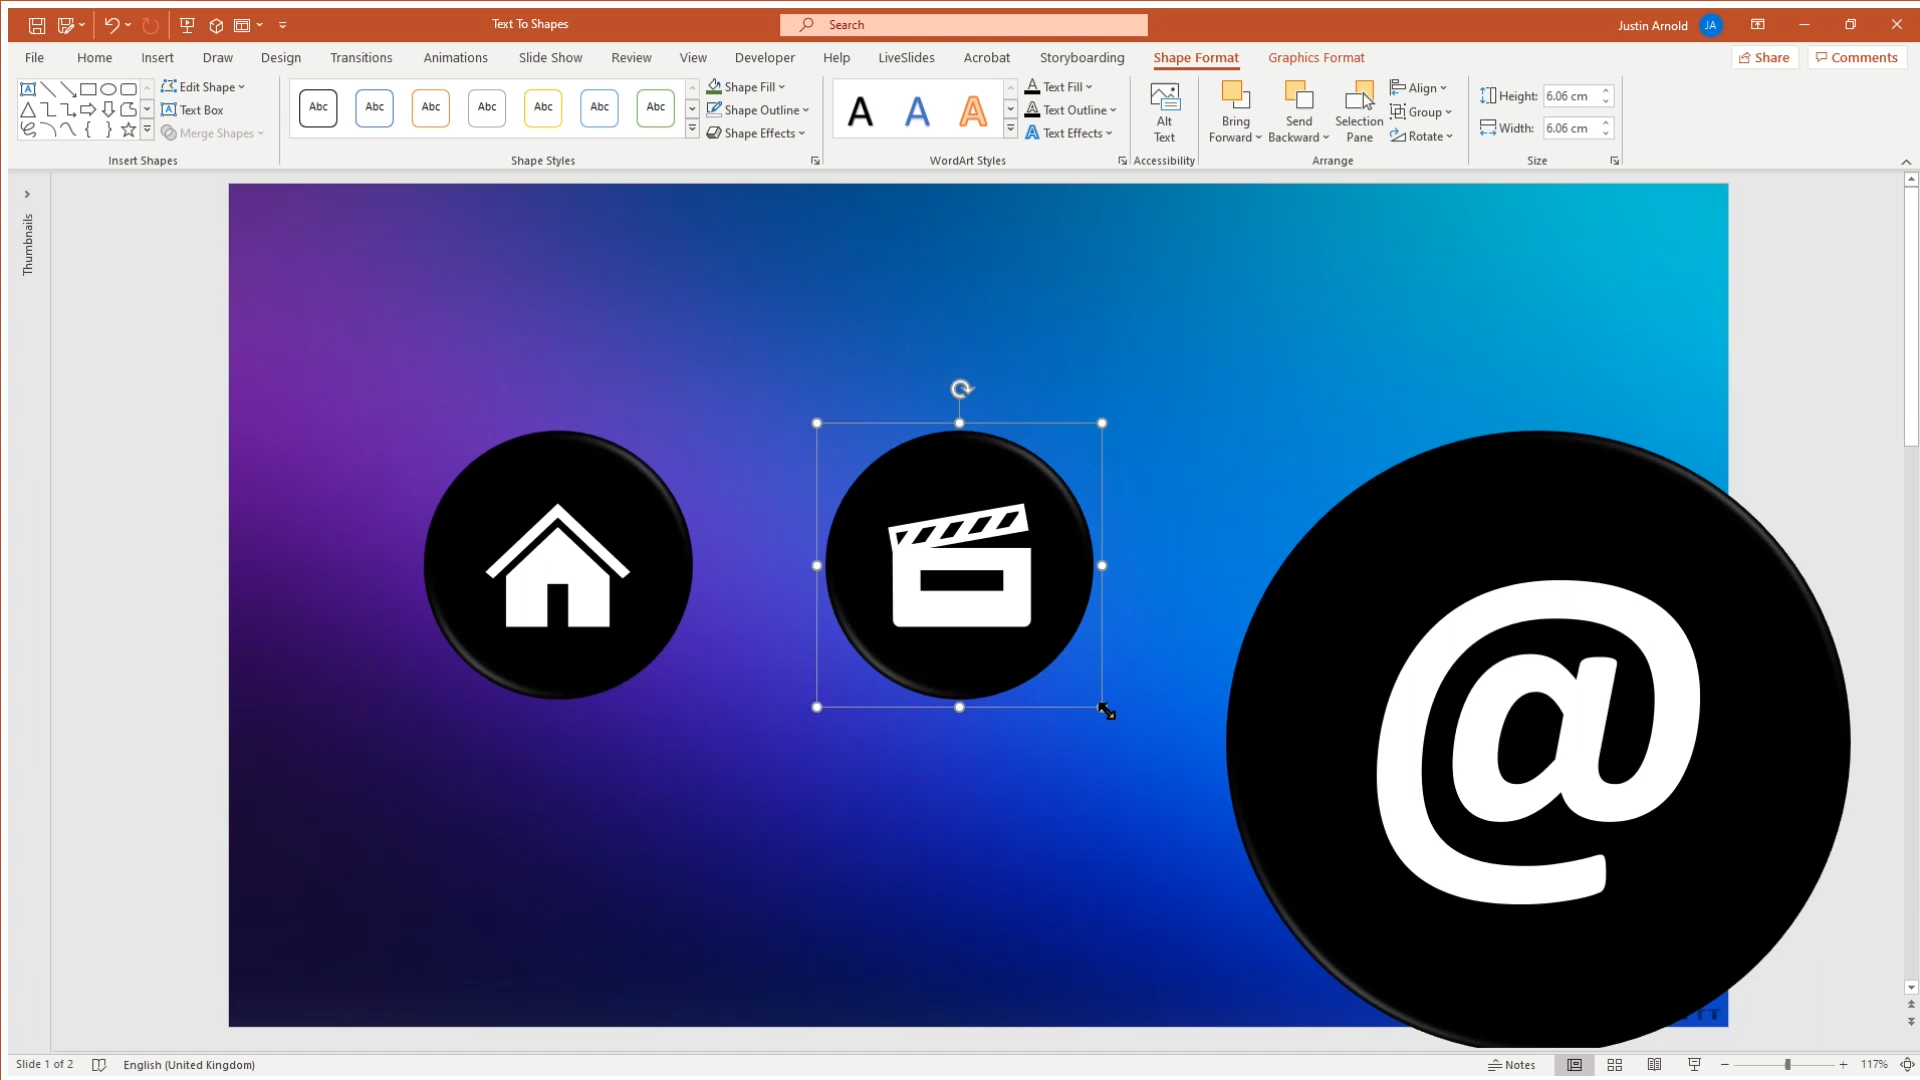 Text To Shapes
Search
Justin Arnold
JA
File Home Insert Draw Design Transitions Animations Slide Show Review View Developer Help LiveSlides Acrobat Storyboarding Shape Format Graphics Format
Share Comments
Edit Shape
Text Box
Merge Shapes
Insert Shapes
Abc Abc Abc Abc Abc Abc Abc
Shape Fill
Shape Outline
Shape Effects
Shape Styles
A A A
Text Fill
Text Outline
Text Effects
WordArt Styles
Alt
Text
Accessibility
Bring
Forward
Send
Backward
Selection
Pane
Align
Group
Rotate
Arrange
Height: 6.06 cm
Width: 6.06 cm
Size
Thumbnails
@
Slide 1 of 2
English (United Kingdom)
Notes
117%